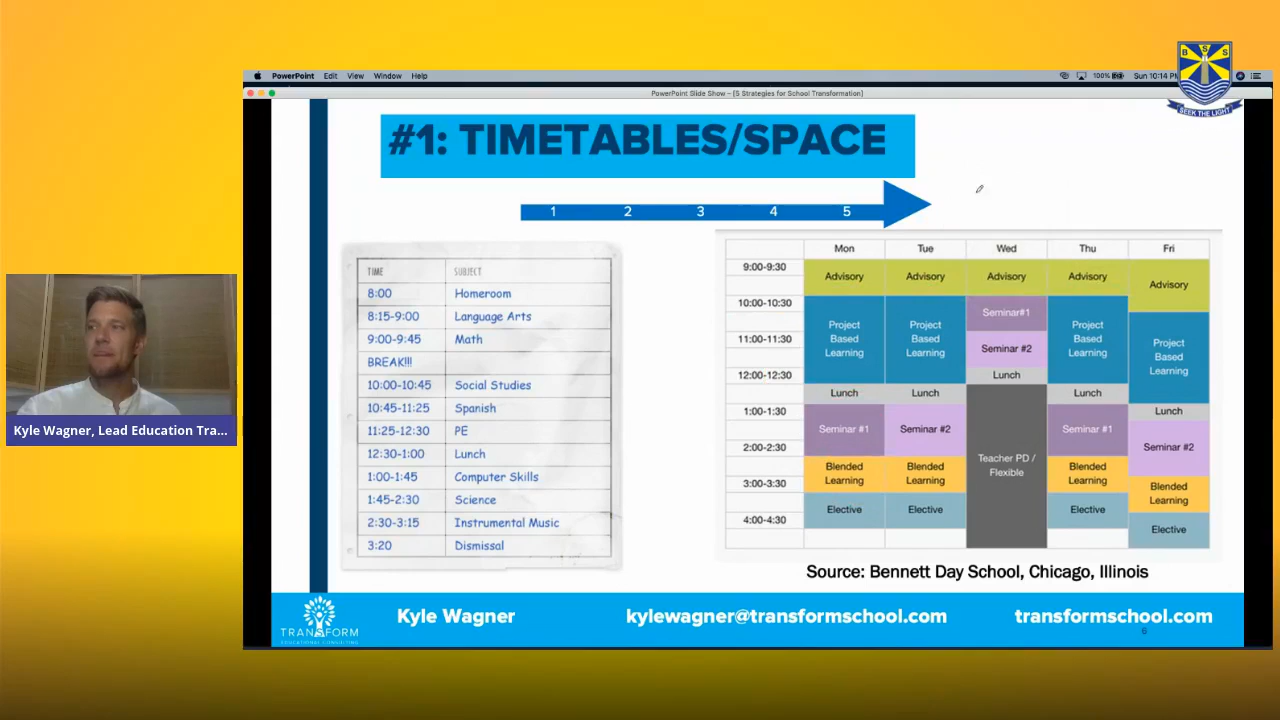 PowerPoint Edit View Window Help
100% Sun 10:14 PM
PowerPoint Slide Show - [5 Strategies for School Transformation]
B S S
SEEK THE LIGHT
#1: TIMETABLES/SPACE
1 2 3 4 5
TIME SUBJECT
8:00 Homeroom
8:15-9:00 Language Arts
9:00-9:45 Math
BREAK!!!
10:00-10:45 Social Studies
10:45-11:25 Spanish
11:25-12:30 PE
12:30-1:00 Lunch
1:00-1:45 Computer Skills
1:45-2:30 Science
2:30-3:15 Instrumental Music
3:20 Dismissal
Mon Tue Wed Thu Fri
9:00-9:30 Advisory Advisory Advisory Advisory Advisory
10:00-10:30 Seminar#1
Project Based Learning Project Based Learning Project Based Learning Project Based Learning
11:00-11:30 Seminar #2
12:00-12:30 Lunch
Lunch Lunch Lunch Lunch
1:00-1:30 Seminar #1 Seminar #2 Seminar #1 Seminar #2
2:00-2:30 Teacher PD / Flexible
Blended Learning Blended Learning Blended Learning Blended Learning
3:00-3:30
Elective Elective Elective Elective
4:00-4:30
Source: Bennett Day School, Chicago, Illinois
Kyle Wagner, Lead Education Tra...
TRANSFORM
EDUCATIONAL CONSULTING
Kyle Wagner kylewagner@transformschool.com transformschool.com